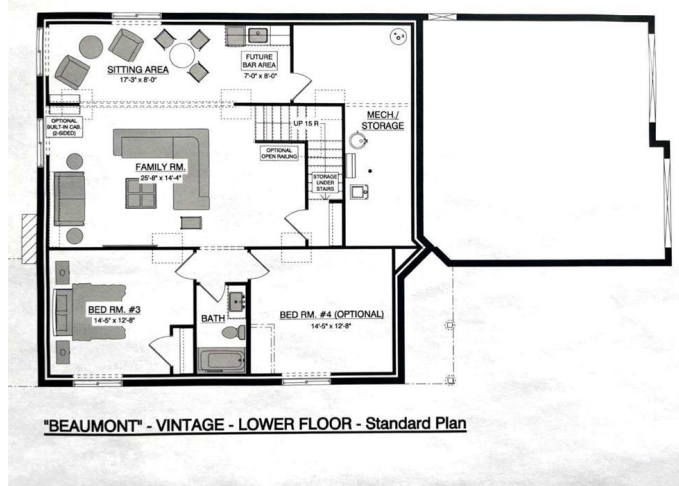 SITTING AREA
17'-3" x 8'-0"
FUTURE
BAR AREA
7'-0" x 8'-0"
OPTIONAL
BUILT-IN CAB.
(2-SIDED)
UP 15 R
MECH./
STORAGE
OPTIONAL
OPEN RAILING
FAMILY RM.
25'-8" x 14'-4"
STORAGE
UNDER
STAIRS
BED RM. #3
14'-5" x 12'-8"
BATH
BED RM. #4 (OPTIONAL)
14'-5" x 12'-8"
"BEAUMONT" - VINTAGE - LOWER FLOOR - Standard Plan